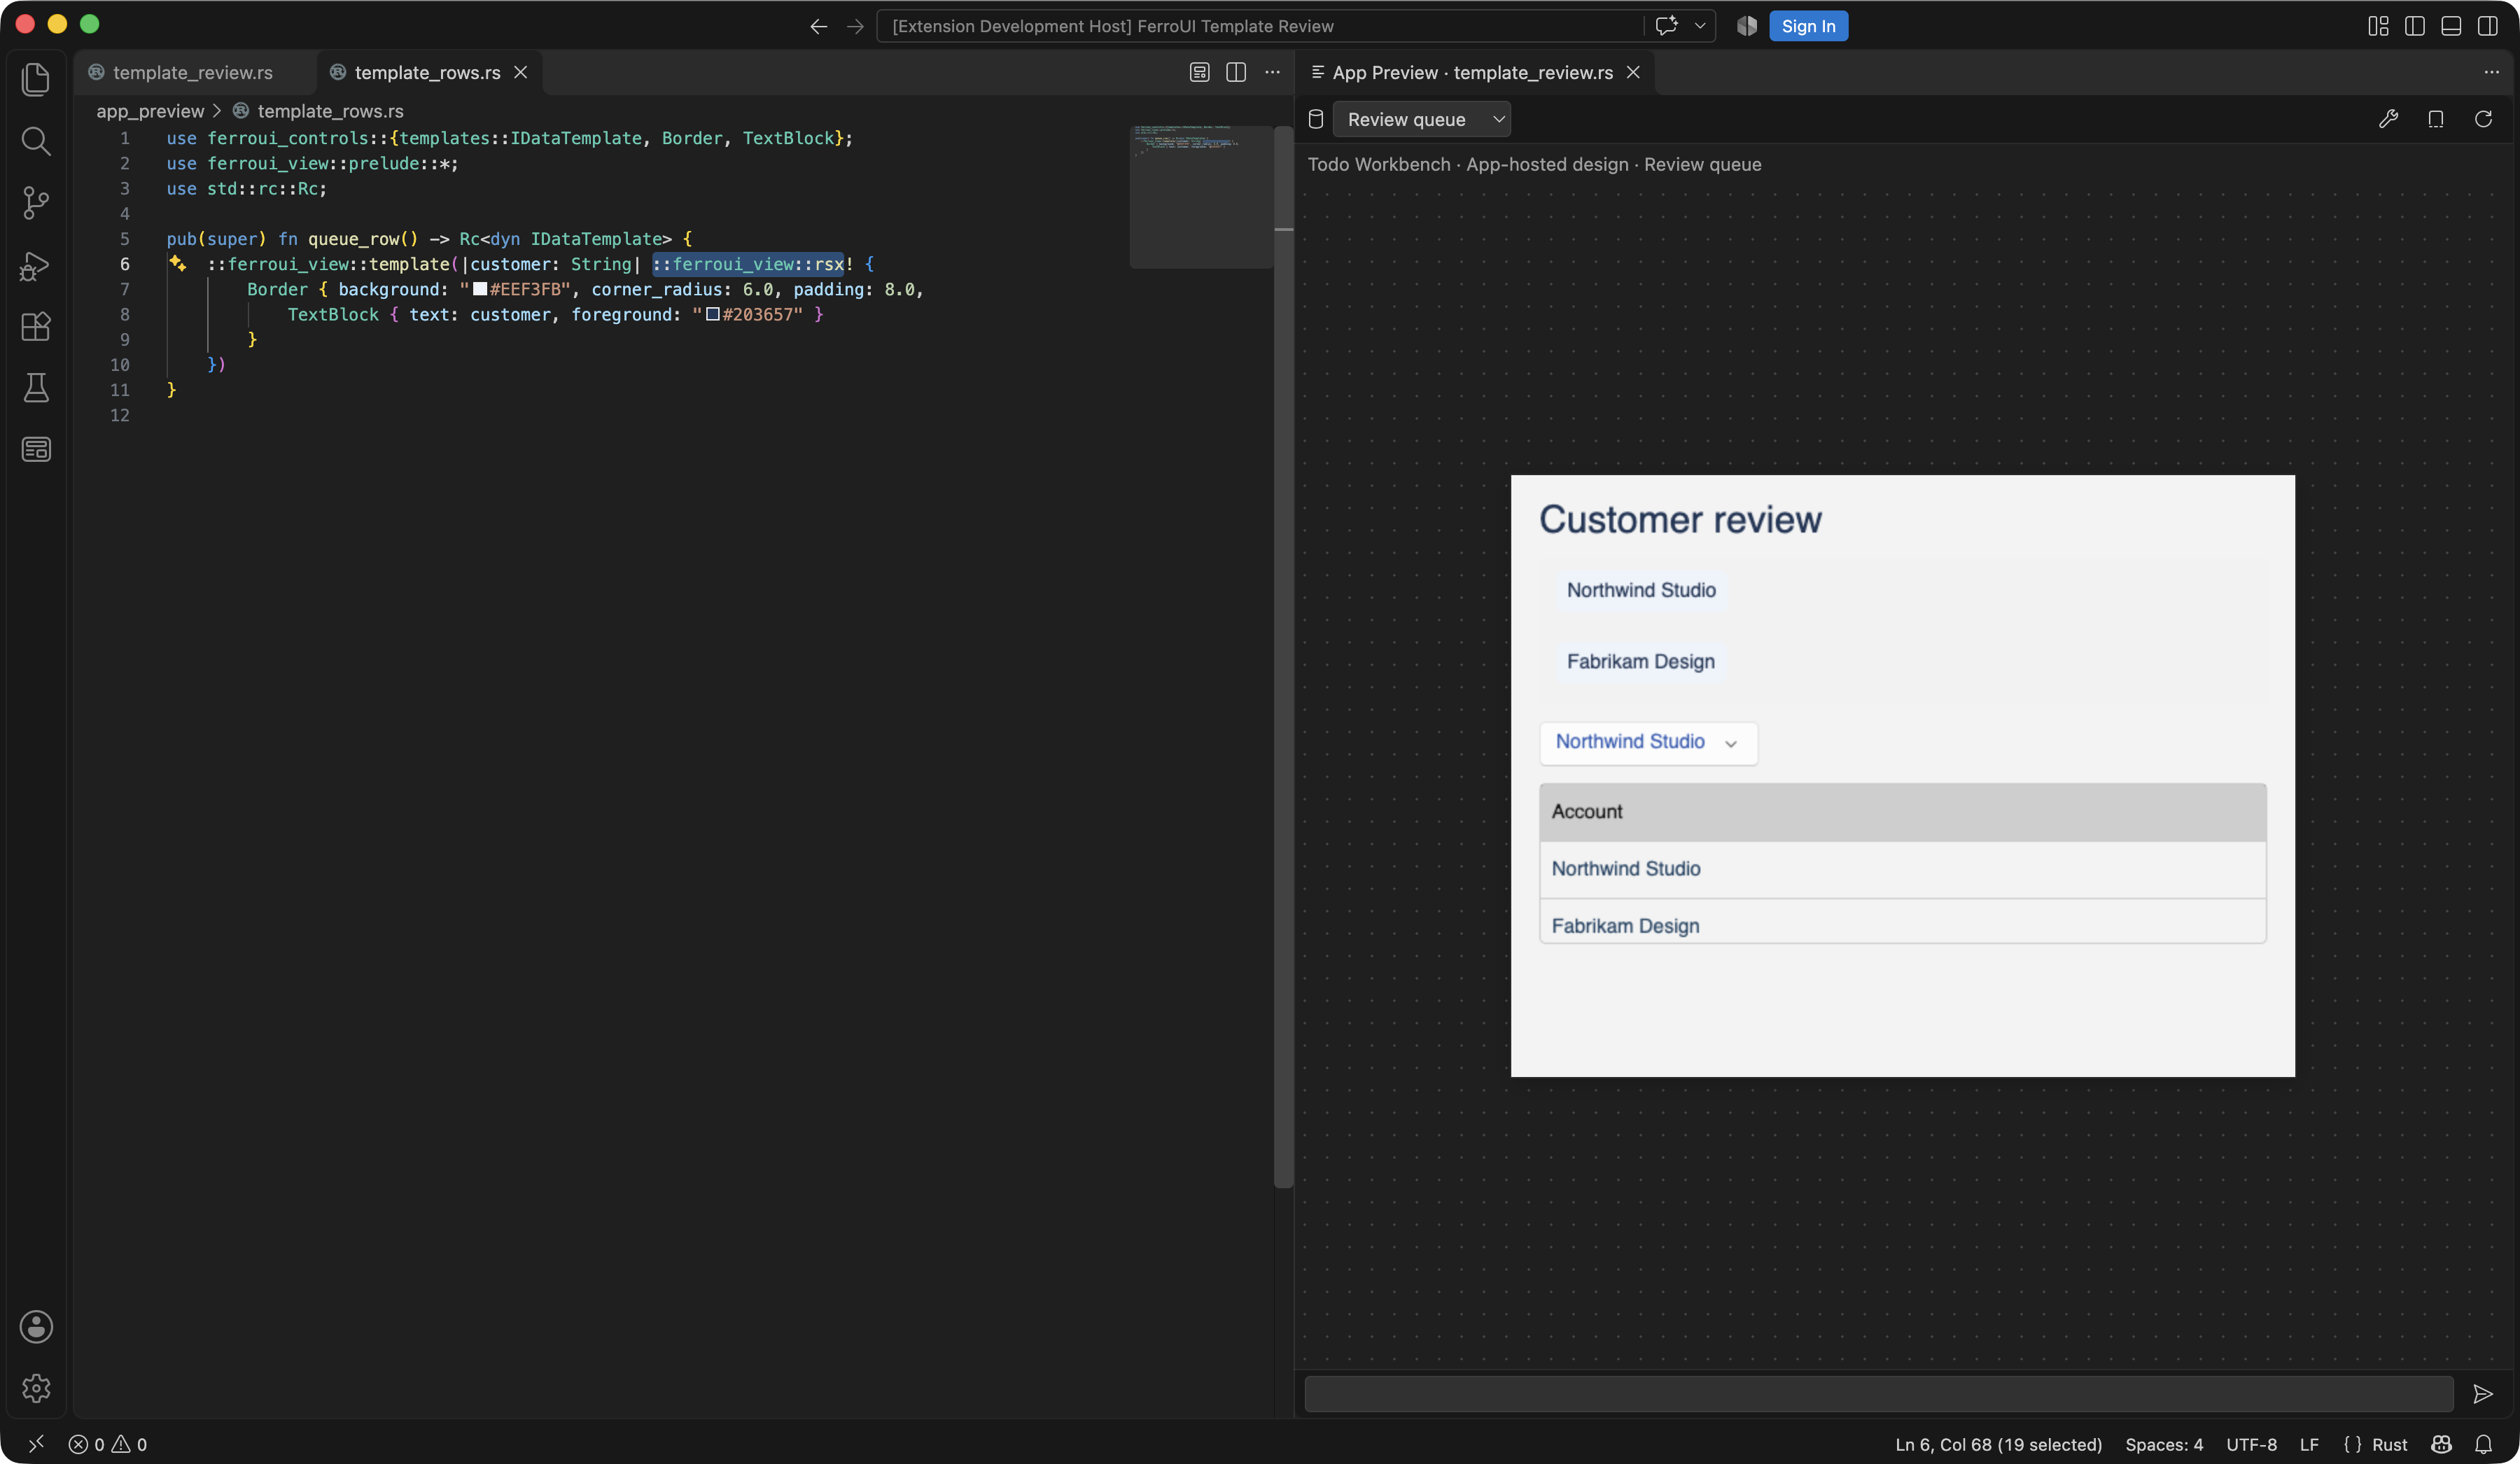 [Extension Development Host] FerroUI Template Review
Sign In
template_review.rs
template_rows.rs
app_preview > template_rows.rs
1 use ferroui_controls::{templates::IDataTemplate, Border, TextBlock};
2 use ferroui_view::prelude::*;
3 use std::rc::Rc;
4
5 pub(super) fn queue_row() -> Rc<dyn IDataTemplate> {
6 ::ferroui_view::template(|customer: String| ::ferroui_view::rsx! {
7 Border { background: "#EEF3FB", corner_radius: 6.0, padding: 8.0,
8 TextBlock { text: customer, foreground: "#203657" }
9 }
10 })
11 }
12
App Preview · template_review.rs
Review queue
Todo Workbench · App-hosted design · Review queue
Customer review
Northwind Studio
Fabrikam Design
Northwind Studio
Account
Northwind Studio
Fabrikam Design
0 0
Ln 6, Col 68 (19 selected) Spaces: 4 UTF-8 LF { } Rust